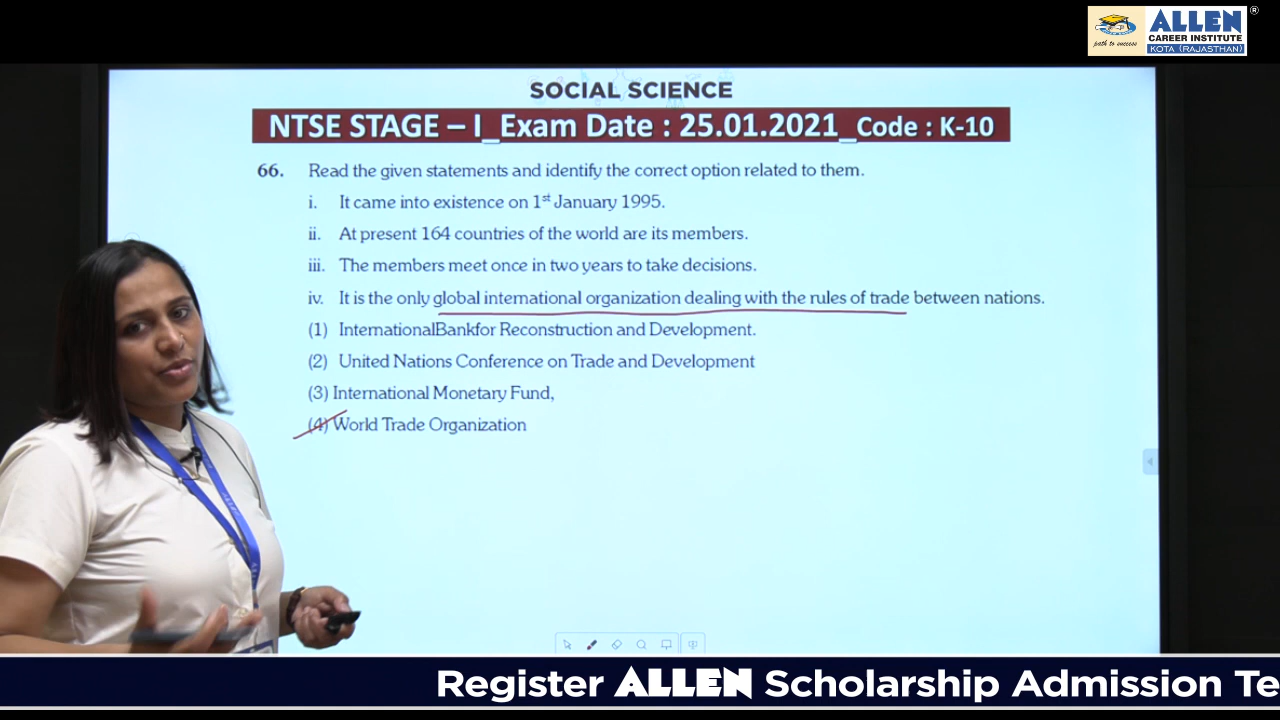 ALLEN ®
path to success
CAREER INSTITUTE
KOTA (RAJASTHAN)
SOCIAL SCIENCE
NTSE STAGE – I_Exam Date : 25.01.2021_Code : K-10
66. Read the given statements and identify the correct option related to them.
i. It came into existence on 1st January 1995.
ii. At present 164 countries of the world are its members.
iii. The members meet once in two years to take decisions.
iv. It is the only global international organization dealing with the rules of trade between nations.
(1) InternationalBankfor Reconstruction and Development.
(2) United Nations Conference on Trade and Development
(3) International Monetary Fund,
(4) World Trade Organization
Register ALLEN Scholarship Admission Te